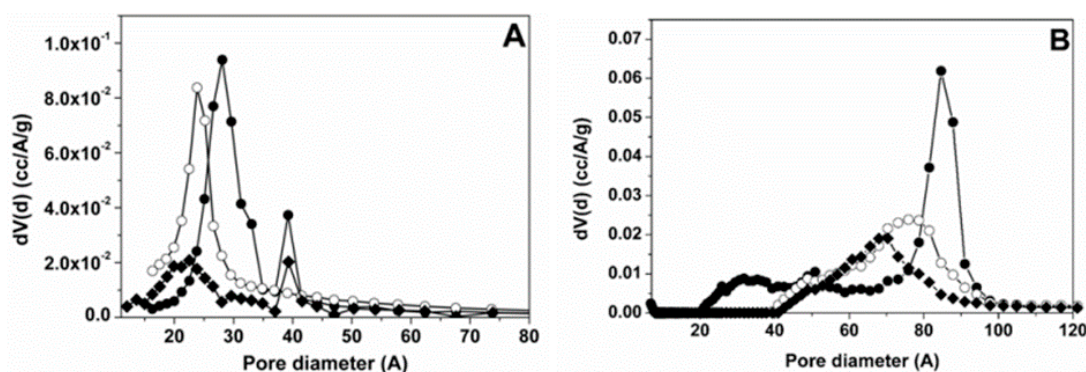 A
dV(d) (cc/A/g)
1.0x10⁻¹
8.0x10⁻²
6.0x10⁻²
4.0x10⁻²
2.0x10⁻²
0.0
20 30 40 50 60 70 80
Pore diameter (A)
B
dV(d) (cc/A/g)
0.07
0.06
0.05
0.04
0.03
0.02
0.01
0.00
20 40 60 80 100 120
Pore diameter (A)